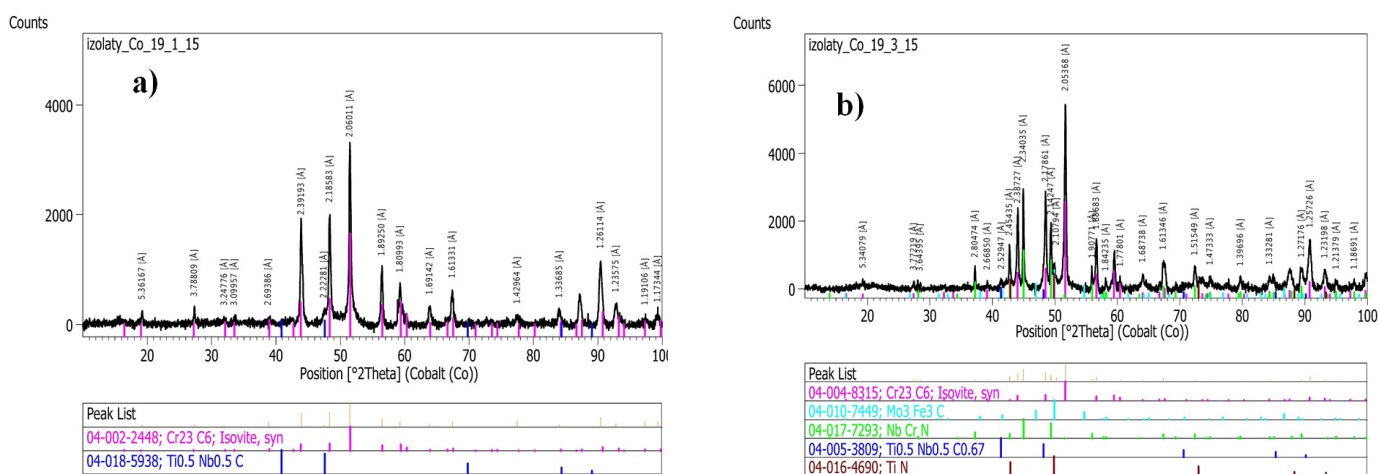 Counts
izolaty_Co_19_1_15
a)
4000
2000
0
5.36167 [Å]
3.78809 [Å]
3.24776 [Å]
3.09957 [Å]
2.69386 [Å]
2.39193 [Å]
2.22281 [Å]
2.18583 [Å]
2.06011 [Å]
1.89250 [Å]
1.80593 [Å]
1.69142 [Å]
1.61331 [Å]
1.42964 [Å]
1.33685 [Å]
1.26114 [Å]
1.23575 [Å]
1.19106 [Å]
1.17344 [Å]
20 30 40 50 60 70 80 90 100
Position [°2Theta] (Cobalt (Co))
Peak List
04-002-2448; Cr23 C6; Isovite, syn
04-018-5938; Ti0.5 Nb0.5 C
Counts
izolaty_Co_19_3_15
b)
6000
4000
2000
0
5.34079 [Å]
3.64595 [Å]
2.80474 [Å]
2.66850 [Å]
2.52947 [Å]
2.45435 [Å]
2.38727 [Å]
2.34035 [Å]
2.17861 [Å]
2.10794 [Å]
2.05368 [Å]
1.84235 [Å]
1.77801 [Å]
1.68738 [Å]
1.61346 [Å]
1.51549 [Å]
1.47333 [Å]
1.39696 [Å]
1.33281 [Å]
1.27176 [Å]
1.25726 [Å]
1.23198 [Å]
1.21379 [Å]
1.18691 [Å]
20 30 40 50 60 70 80 90 100
Position [°2Theta] (Cobalt (Co))
Peak List
04-004-8315; Cr23 C6; Isovite, syn
04-010-7449; Mo3 Fe3 C
04-017-7293; Nb Cr N
04-005-3809; Ti0.5 Nb0.5 C0.67
04-016-4690; Ti N